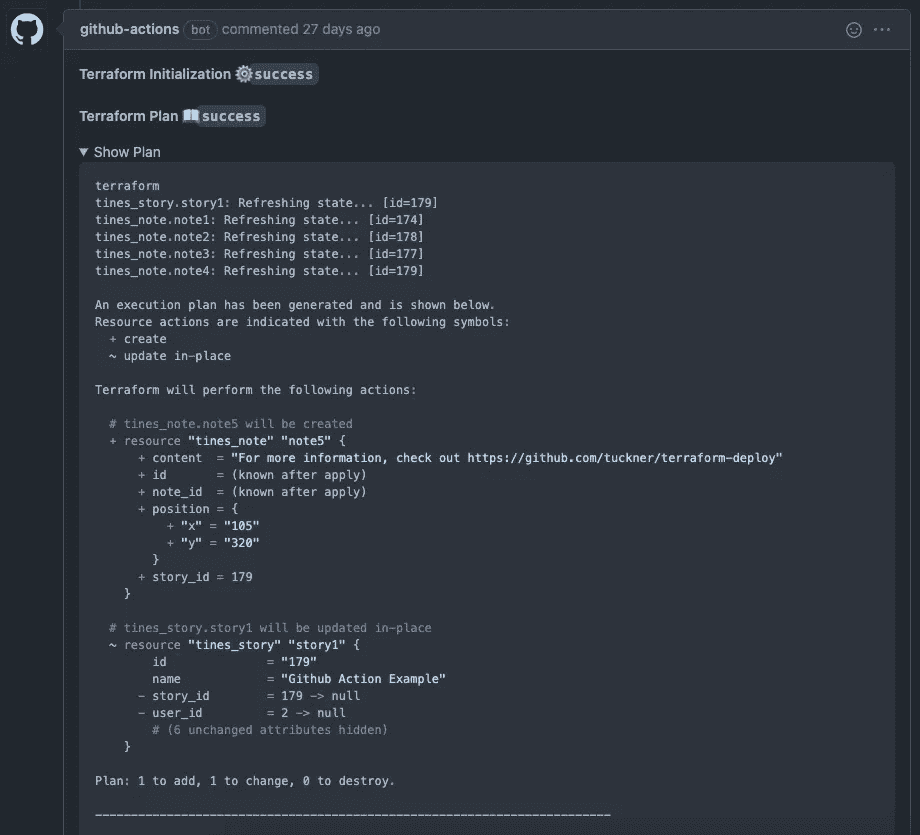 github-actions bot commented 27 days ago
Terraform Initialization ⚙️success
Terraform Plan 📖success
▼ Show Plan
terraform
tines_story.story1: Refreshing state... [id=179]
tines_note.note1: Refreshing state... [id=174]
tines_note.note2: Refreshing state... [id=178]
tines_note.note3: Refreshing state... [id=177]
tines_note.note4: Refreshing state... [id=179]

An execution plan has been generated and is shown below.
Resource actions are indicated with the following symbols:
  + create
  ~ update in-place

Terraform will perform the following actions:

  # tines_note.note5 will be created
  + resource "tines_note" "note5" {
      + content  = "For more information, check out https://github.com/tuckner/terraform-deploy"
      + id       = (known after apply)
      + note_id  = (known after apply)
      + position = {
          + "x" = "105"
          + "y" = "320"
        }
      + story_id = 179
    }

  # tines_story.story1 will be updated in-place
  ~ resource "tines_story" "story1" {
        id              = "179"
        name            = "Github Action Example"
      - story_id        = 179 -> null
      - user_id         = 2 -> null
        # (6 unchanged attributes hidden)
    }

Plan: 1 to add, 1 to change, 0 to destroy.

------------------------------------------------------------------------